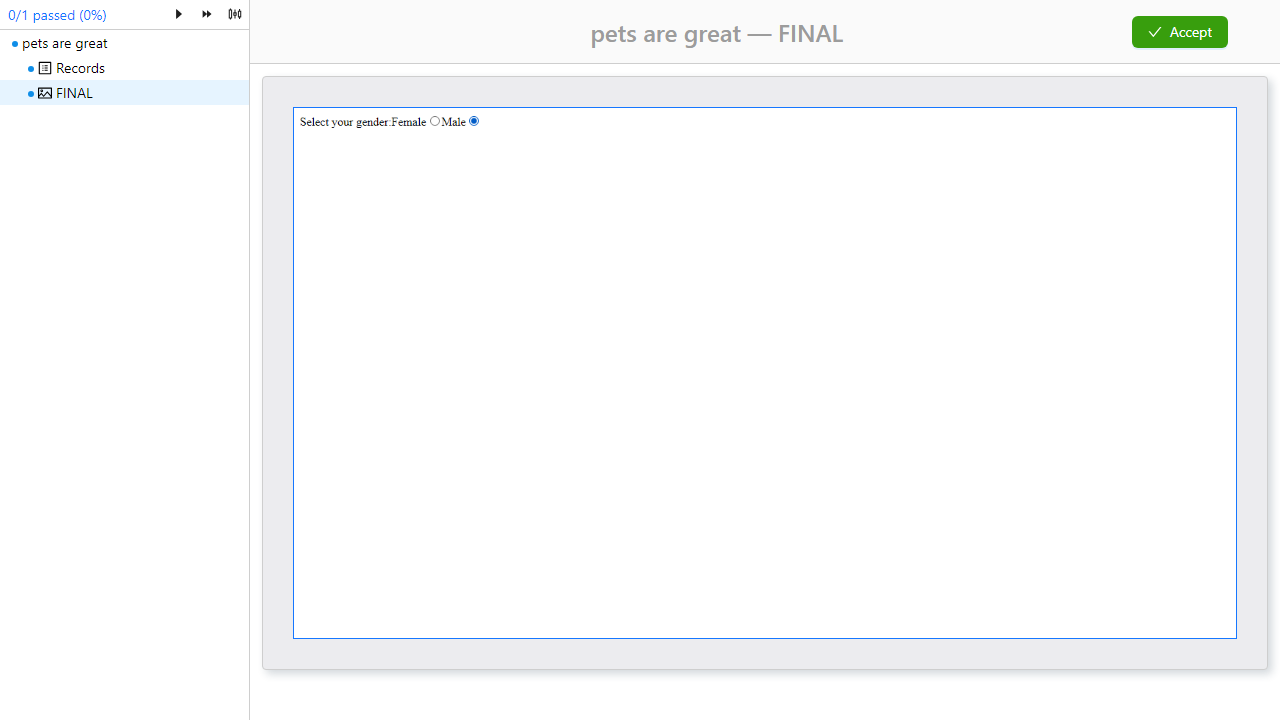 0/1 passed (0%)
pets are great
Records
FINAL
pets are great — FINAL
Accept
Select your gender:Female Male